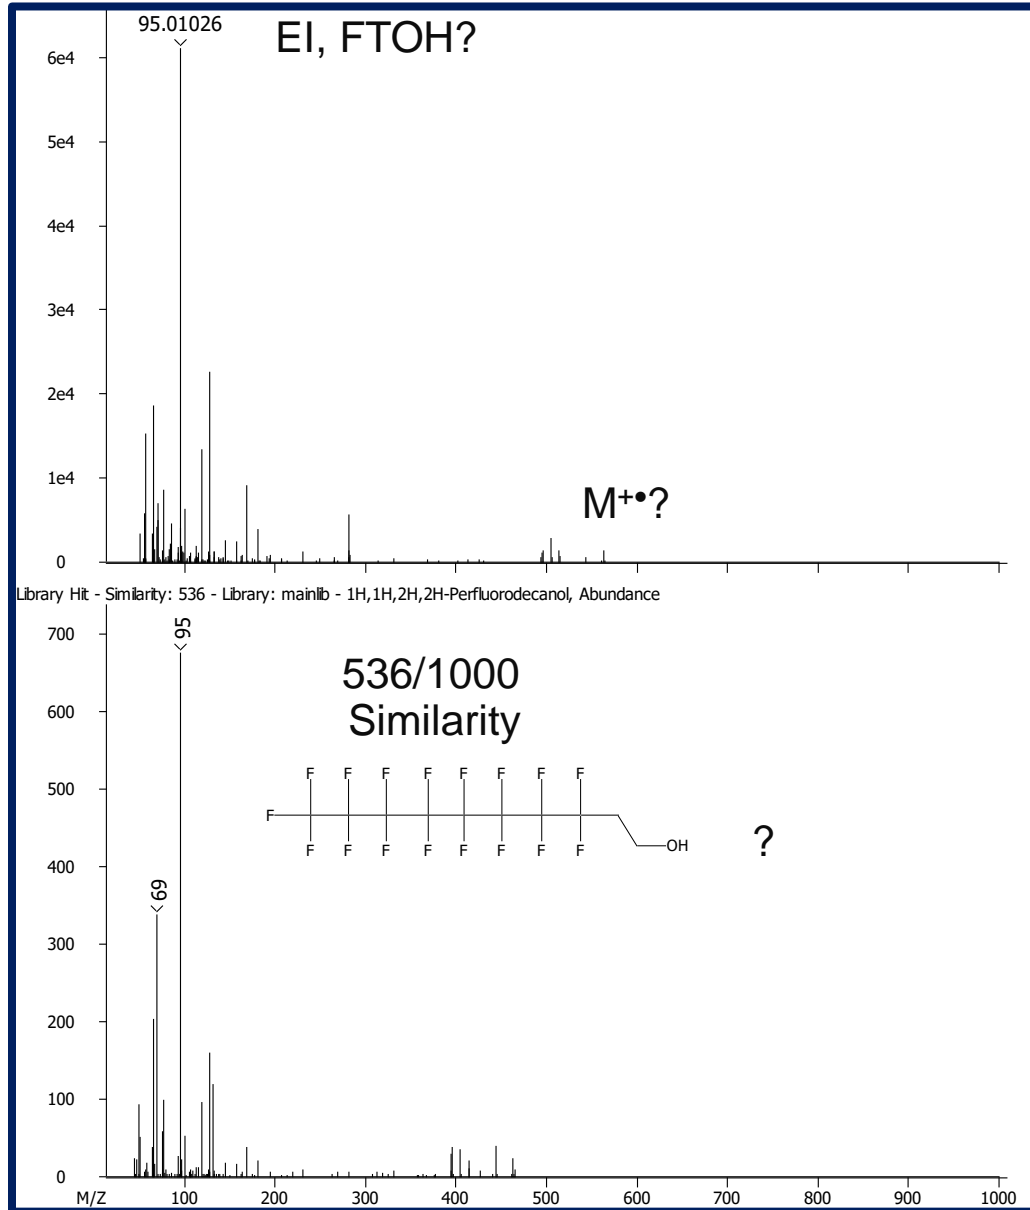 95.01026
EI, FTOH?
6e4
5e4
4e4
3e4
2e4
1e4
0
M+•?
Library Hit - Similarity: 536 - Library: mainlib - 1H,1H,2H,2H-Perfluorodecanol, Abundance
700
95
600
536/1000
Similarity
F F F F F F F F
F
F F F F F F F F
OH
?
500
400
69
300
200
100
0
M/Z 100 200 300 400 500 600 700 800 900 1000